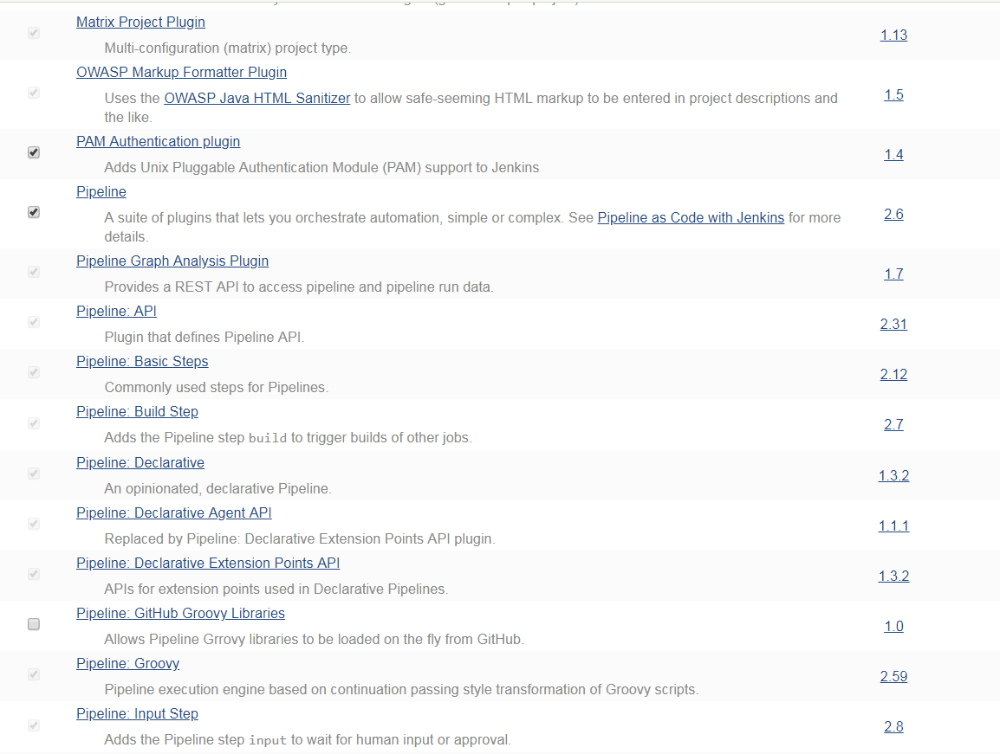 Matrix Project Plugin
Multi-configuration (matrix) project type.
1.13
OWASP Markup Formatter Plugin
Uses the OWASP Java HTML Sanitizer to allow safe-seeming HTML markup to be entered in project descriptions and
the like.
1.5
PAM Authentication plugin
Adds Unix Pluggable Authentication Module (PAM) support to Jenkins
1.4
Pipeline
A suite of plugins that lets you orchestrate automation, simple or complex. See Pipeline as Code with Jenkins for more
details.
2.6
Pipeline Graph Analysis Plugin
Provides a REST API to access pipeline and pipeline run data.
1.7
Pipeline: API
Plugin that defines Pipeline API.
2.31
Pipeline: Basic Steps
Commonly used steps for Pipelines.
2.12
Pipeline: Build Step
Adds the Pipeline step build to trigger builds of other jobs.
2.7
Pipeline: Declarative
An opinionated, declarative Pipeline.
1.3.2
Pipeline: Declarative Agent API
Replaced by Pipeline: Declarative Extension Points API plugin.
1.1.1
Pipeline: Declarative Extension Points API
APIs for extension points used in Declarative Pipelines.
1.3.2
Pipeline: GitHub Groovy Libraries
Allows Pipeline Grrovy libraries to be loaded on the fly from GitHub.
1.0
Pipeline: Groovy
Pipeline execution engine based on continuation passing style transformation of Groovy scripts.
2.59
Pipeline: Input Step
Adds the Pipeline step input to wait for human input or approval.
2.8